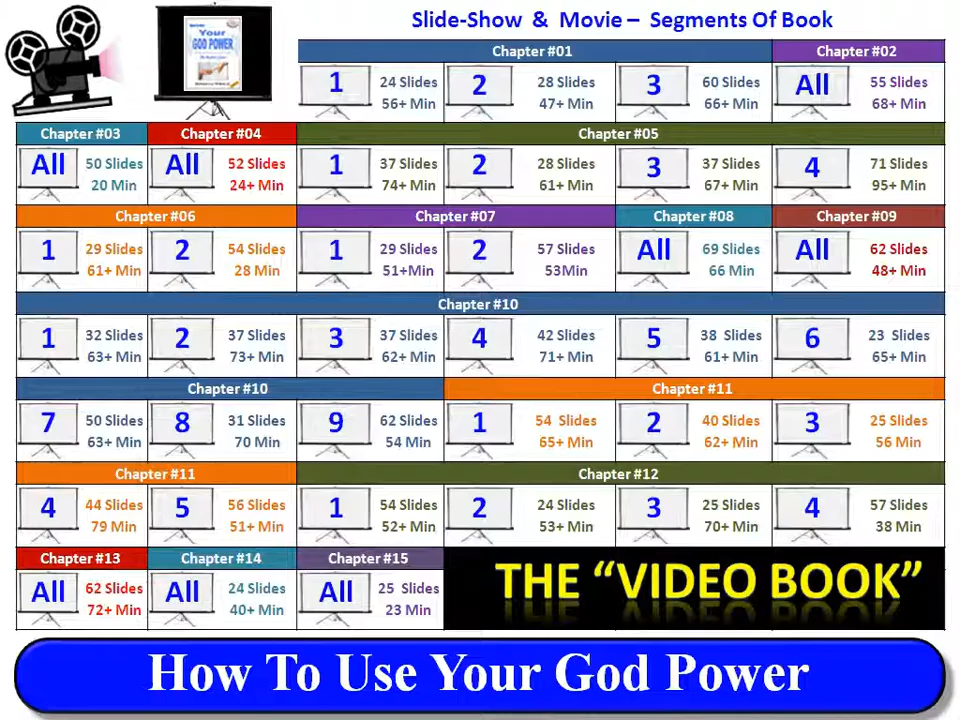 Slide-Show & Movie – Segments Of Book
Your
GOD POWER
Chapter #01 Chapter #02
1 24 Slides 2 28 Slides 3 60 Slides All 55 Slides
56+ Min 47+ Min 66+ Min 68+ Min
Chapter #03 Chapter #04 Chapter #05
All 50 Slides All 52 Slides 1 37 Slides 2 28 Slides 3 37 Slides 4 71 Slides
20 Min 24+ Min 74+ Min 61+ Min 67+ Min 95+ Min
Chapter #06 Chapter #07 Chapter #08 Chapter #09
1 29 Slides 2 54 Slides 1 29 Slides 2 57 Slides All 69 Slides All 62 Slides
61+ Min 28 Min 51+Min 53Min 66 Min 48+ Min
Chapter #10
1 32 Slides 2 37 Slides 3 37 Slides 4 42 Slides 5 38 Slides 6 23 Slides
63+ Min 73+ Min 62+ Min 71+ Min 61+ Min 65+ Min
Chapter #10 Chapter #11
7 50 Slides 8 31 Slides 9 62 Slides 1 54 Slides 2 40 Slides 3 25 Slides
63+ Min 70 Min 54 Min 65+ Min 62+ Min 56 Min
Chapter #11 Chapter #12
4 44 Slides 5 56 Slides 1 54 Slides 2 24 Slides 3 25 Slides 4 57 Slides
79 Min 51+ Min 52+ Min 53+ Min 70+ Min 38 Min
Chapter #13 Chapter #14 Chapter #15
All 62 Slides All 24 Slides All 25 Slides
72+ Min 40+ Min 23 Min
THE “VIDEO BOOK”
How To Use Your God Power